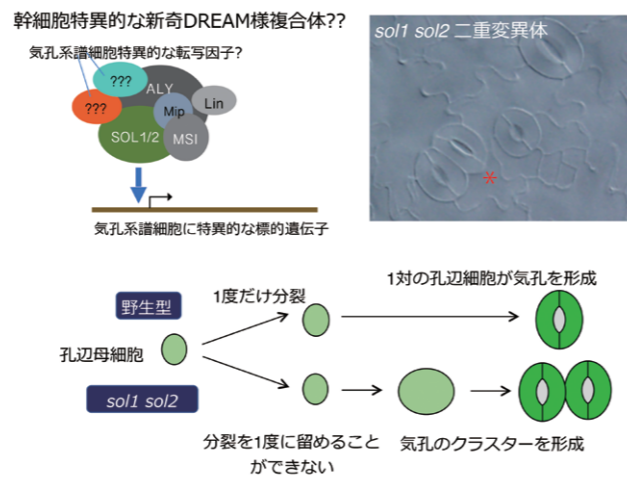 幹細胞特異的な新奇DREAM様複合体??
気孔系譜細胞特異的な転写因子?
???
???
ALY
Mip
Lin
SOL1/2
MSI
気孔系譜細胞に特異的な標的遺伝子
sol1 sol2 二重変異体
*
野生型
1度だけ分裂
1対の孔辺細胞が気孔を形成
孔辺母細胞
sol1 sol2
分裂を1度に留めること
ができない
気孔のクラスターを形成